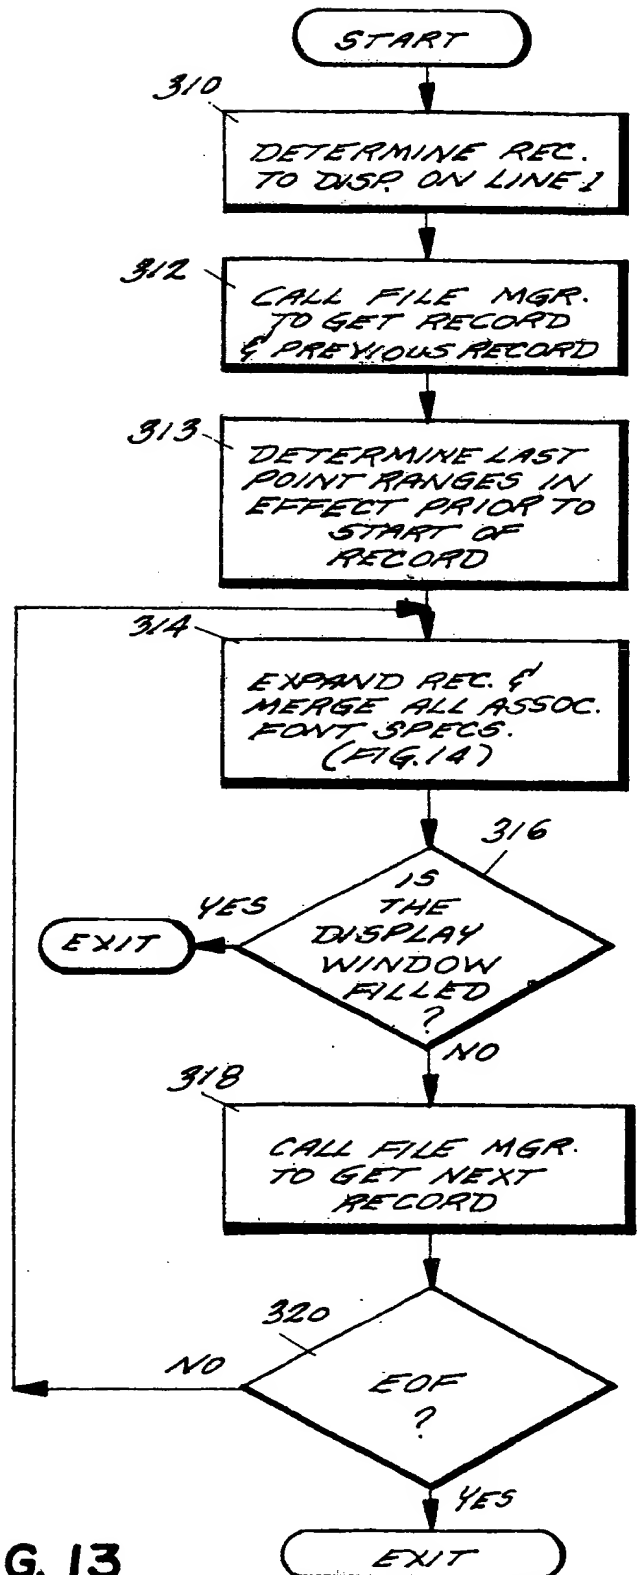 START
310
DETERMINE REC.
TO DISP. ON LINE 1
312
CALL FILE MGR.
TO GET RECORD
& PREVIOUS RECORD
313
DETERMINE LAST
POINT RANGES IN
EFFECT PRIOR TO
START OF
RECORD
314
EXPAND REC. &
MERGE ALL ASSOC.
FONT SPECS.
(FIG. 14)
316
IS
THE
DISPLAY
WINDOW
FILLED
?
YES
EXIT
NO
318
CALL FILE MGR.
TO GET NEXT
RECORD
320
EOF
?
NO
YES
EXIT
G. 13